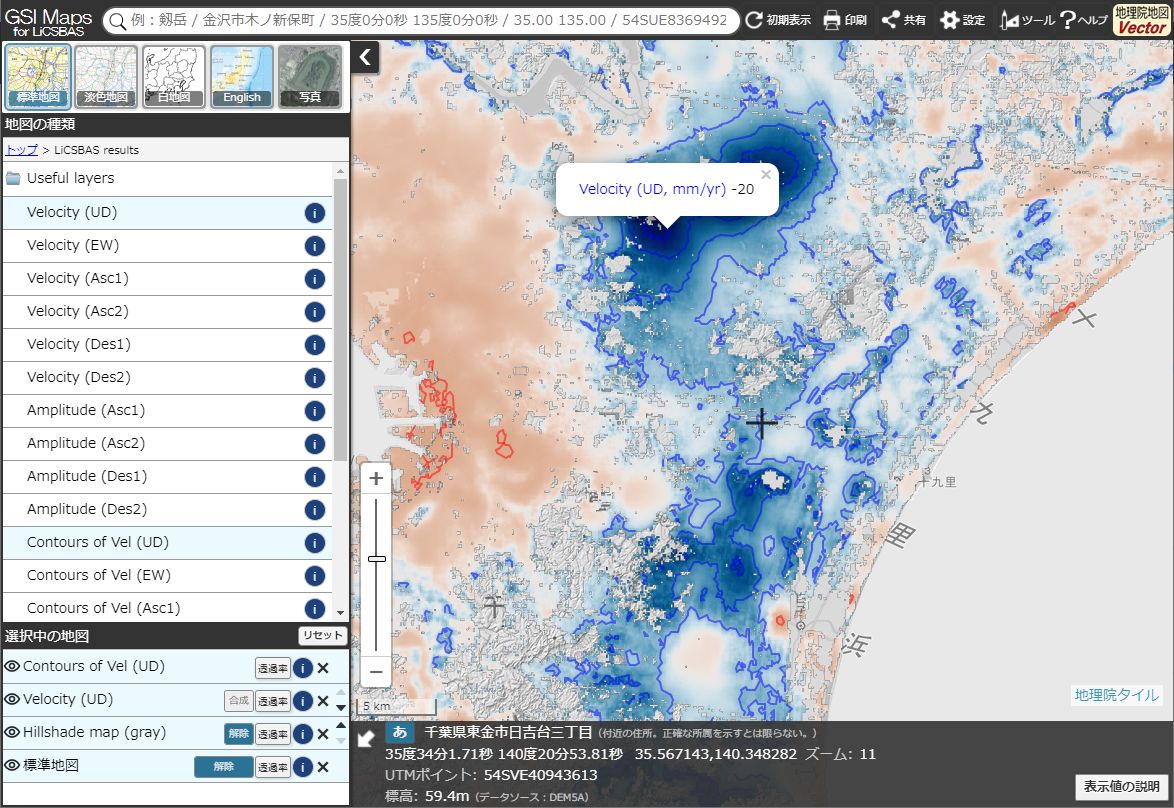 GSI Maps
for LiCSBAS
例：剱岳 / 金沢市木ノ新保町 / 35度0分0秒 135度0分0秒 / 35.00 135.00 / 54SUE8369492
初期表示
印刷
共有
設定
ツール
ヘルプ
地理院地図
Vector
標準地図
淡色地図
白地図
English
写真
地図の種類
トップ > LiCSBAS results
Useful layers
Velocity (UD)
Velocity (EW)
Velocity (Asc1)
Velocity (Asc2)
Velocity (Des1)
Velocity (Des2)
Amplitude (Asc1)
Amplitude (Asc2)
Amplitude (Des1)
Amplitude (Des2)
Contours of Vel (UD)
Contours of Vel (EW)
Contours of Vel (Asc1)
選択中の地図
リセット
Contours of Vel (UD) 透過率
Velocity (UD) 合成 透過率
Hillshade map (gray) 解除 透過率
標準地図 解除 透過率
Velocity (UD, mm/yr) -20
九
十九里
里
浜
5 km
地理院タイル
あ 千葉県東金市日吉台三丁目 (付近の住所。正確な所属を示すとは限らない。)
35度34分1.71秒 140度20分53.81秒 35.567143,140.348282 ズーム: 11
UTMポイント: 54SVE40943613
標高: 59.4m (データソース：DEM5A)
表示値の説明